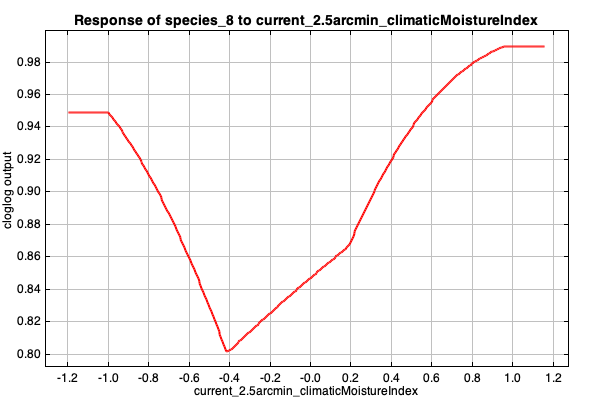 Response of species_8 to current_2.5arcmin_climaticMoistureIndex
cloglog output
0.98
0.96
0.94
0.92
0.90
0.88
0.86
0.84
0.82
0.80
-1.2 -1.0 -0.8 -0.6 -0.4 -0.2 -0.0 0.2 0.4 0.6 0.8 1.0 1.2
current_2.5arcmin_climaticMoistureIndex